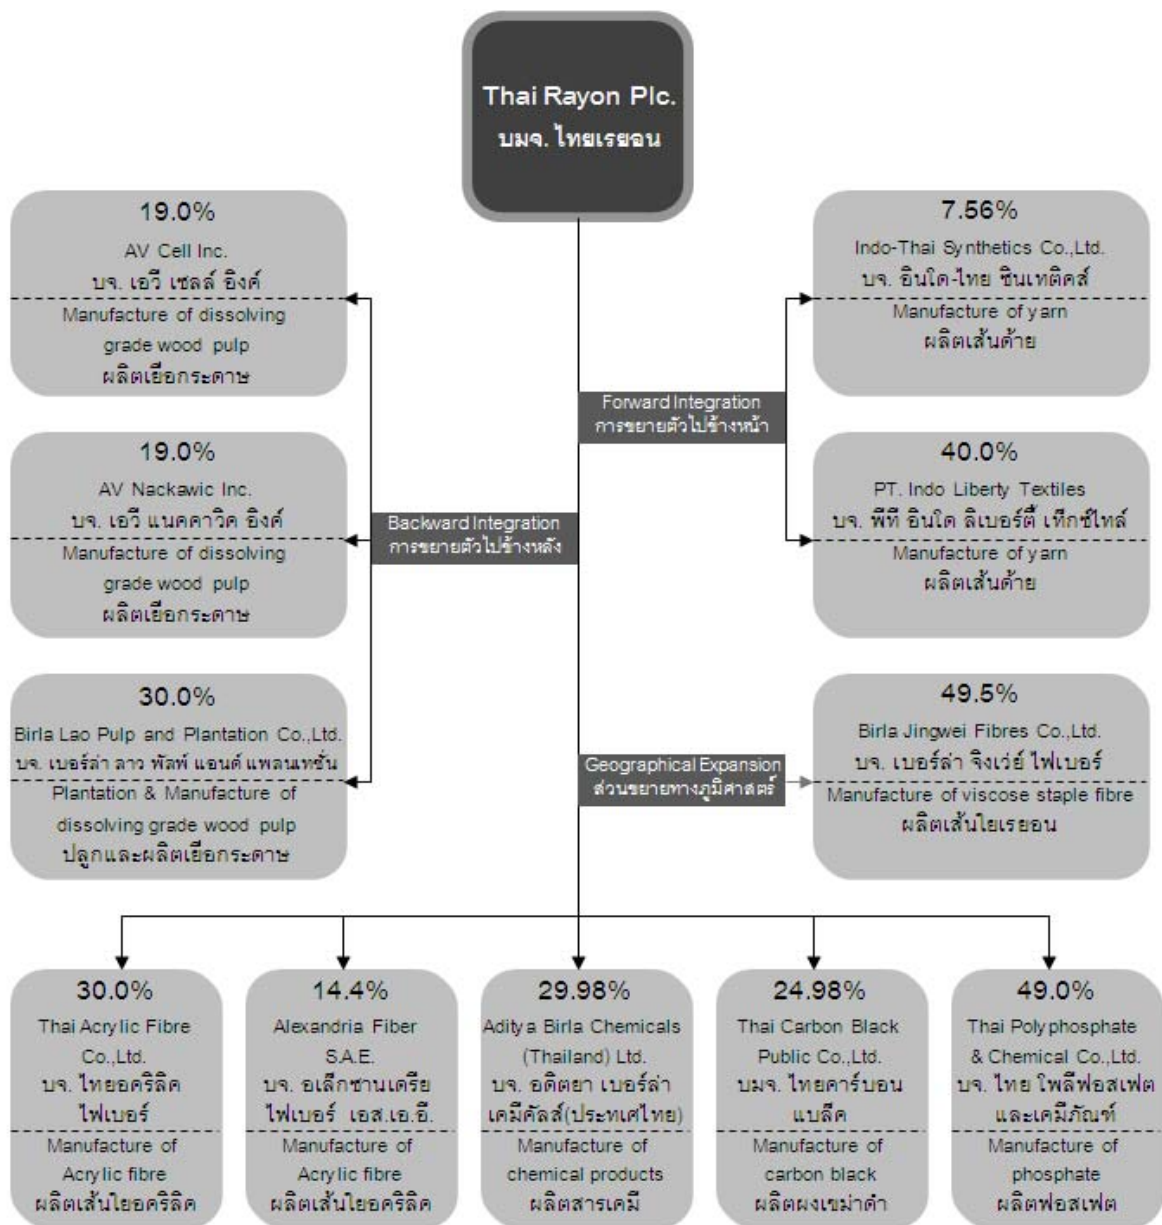 Thai Rayon Plc.
บมจ. ไทยเรยอน
19.0%
AV Cell Inc.
บจ. เอวี เซลล์ อิงค์
Manufacture of dissolving
grade wood pulp
ผลิตเยื่อกระดาษ
19.0%
AV Nackawic Inc.
บจ. เอวี แนคคาวิค อิงค์
Manufacture of dissolving
grade wood pulp
ผลิตเยื่อกระดาษ
30.0%
Birla Lao Pulp and Plantation Co.,Ltd.
บจ. เบอร์ล่า ลาว พัลพ์ แอนด์ แพลนเทชั่น
Plantation & Manufacture of
dissolving grade wood pulp
ปลูกและผลิตเยื่อกระดาษ
Backward Integration
การขยายตัวไปข้างหลัง
Forward Integration
การขยายตัวไปข้างหน้า
7.56%
Indo-Thai Synthetics Co.,Ltd.
บจ. อินโด-ไทย ซินเทติคส์
Manufacture of yarn
ผลิตเส้นด้าย
40.0%
PT. Indo Liberty Textiles
บจ. พีที อินโด ลิเบอร์ตี้ เท็กซ์ไทล์
Manufacture of yarn
ผลิตเส้นด้าย
Geographical Expansion
ส่วนขยายทางภูมิศาสตร์
49.5%
Birla Jingwei Fibres Co.,Ltd.
บจ. เบอร์ล่า จิงเว่ย์ ไฟเบอร์
Manufacture of viscose staple fibre
ผลิตเส้นใยเรยอน
30.0%
Thai Acrylic Fibre
Co.,Ltd.
บจ. ไทยอคริลิค
ไฟเบอร์
Manufacture of
Acrylic fibre
ผลิตเส้นใยอคริลิค
14.4%
Alexandria Fiber
S.A.E.
บจ. อเล็กซานเดรีย
ไฟเบอร์ เอส.เอ.อี.
Manufacture of
Acrylic fibre
ผลิตเส้นใยอคริลิค
29.98%
Aditya Birla Chemicals
(Thailand) Ltd.
บจ. อดิตยา เบอร์ล่า
เคมีคัลส์(ประทศไทย)
Manufacture of
chemical products
ผลิตสารเคมี
24.98%
Thai Carbon Black
Public Co.,Ltd.
บมจ. ไทยคาร์บอน
แบล็ค
Manufacture of
carbon black
ผลิตผงเขม่าดำ
49.0%
Thai Polyphosphate
& Chemical Co.,Ltd.
บจ. ไทย โพลีฟอสเฟต
และเคมีภัณฑ์
Manufacture of
phosphate
ผลิตฟอสเฟต